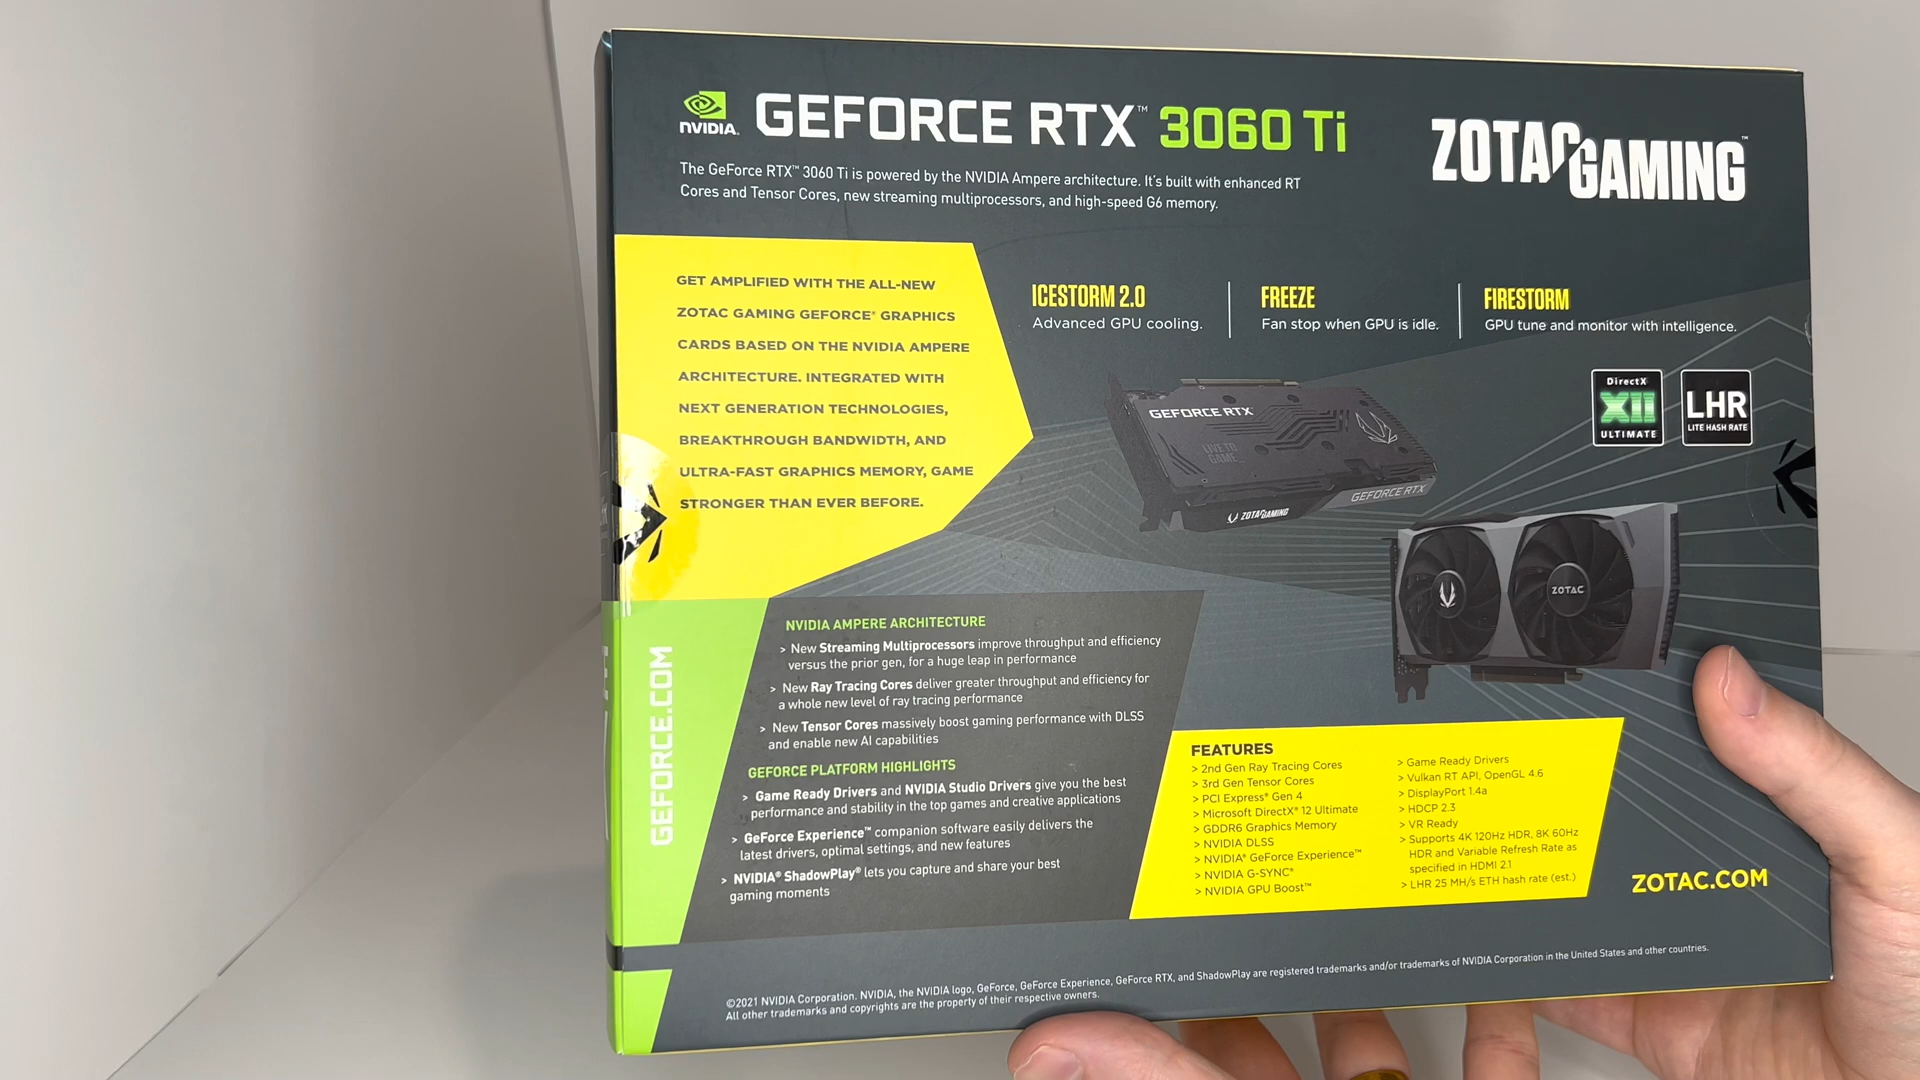 NVIDIA. GEFORCE RTX™ 3060 Ti
ZOTAC GAMING™
The GeForce RTX™ 3060 Ti is powered by the NVIDIA Ampere architecture. It's built with enhanced RT
Cores and Tensor Cores, new streaming multiprocessors, and high-speed G6 memory.
GET AMPLIFIED WITH THE ALL-NEW
ZOTAC GAMING GEFORCE® GRAPHICS
CARDS BASED ON THE NVIDIA AMPERE
ARCHITECTURE. INTEGRATED WITH
NEXT GENERATION TECHNOLOGIES,
BREAKTHROUGH BANDWIDTH, AND
ULTRA-FAST GRAPHICS MEMORY, GAME
STRONGER THAN EVER BEFORE.
ICESTORM 2.0
Advanced GPU cooling.
FREEZE
Fan stop when GPU is idle.
FIRESTORM
GPU tune and monitor with intelligence.
DirectX
XII
ULTIMATE
LHR
LITE HASH RATE
GEFORCE RTX
LIVE TO
GAME
GEFORCE RTX
ZOTAC GAMING
ZOTAC
GEFORCE.COM
NVIDIA AMPERE ARCHITECTURE
> New Streaming Multiprocessors improve throughput and efficiency
versus the prior gen, for a huge leap in performance
> New Ray Tracing Cores deliver greater throughput and efficiency for
a whole new level of ray tracing performance
> New Tensor Cores massively boost gaming performance with DLSS
and enable new AI capabilities
GEFORCE PLATFORM HIGHLIGHTS
> Game Ready Drivers and NVIDIA Studio Drivers give you the best
performance and stability in the top games and creative applications
> GeForce Experience™ companion software easily delivers the
latest drivers, optimal settings, and new features
> NVIDIA® ShadowPlay® lets you capture and share your best
gaming moments
FEATURES
> 2nd Gen Ray Tracing Cores
> 3rd Gen Tensor Cores
> PCI Express® Gen 4
> Microsoft DirectX® 12 Ultimate
> GDDR6 Graphics Memory
> NVIDIA DLSS
> NVIDIA® GeForce Experience™
> NVIDIA G-SYNC®
> NVIDIA GPU Boost™
> Game Ready Drivers
> Vulkan RT API, OpenGL 4.6
> DisplayPort 1.4a
> HDCP 2.3
> VR Ready
> Supports 4K 120Hz HDR, 8K 60Hz
HDR and Variable Refresh Rate as
specified in HDMI 2.1
> LHR 25 MH/s ETH hash rate (est.)
ZOTAC.COM
©2021 NVIDIA Corporation. NVIDIA, the NVIDIA logo, GeForce, GeForce Experience, GeForce RTX, and ShadowPlay are registered trademarks and/or trademarks of NVIDIA Corporation in the United States and other countries.
All other trademarks and copyrights are the property of their respective owners.